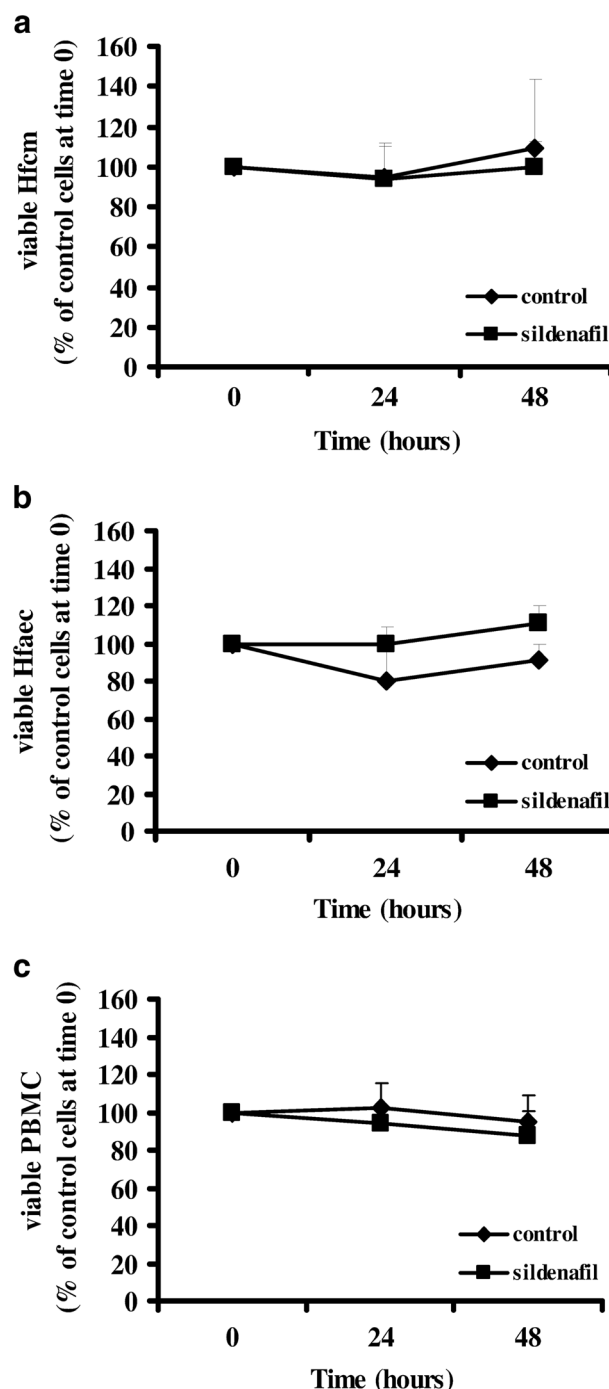 a
viable Hfcm
(% of control cells at time 0)
160
140
120
100
80
60
40
20
0
control
sildenafil
0 24 48
Time (hours)
b
viable Hfaec
(% of control cells at time 0)
160
140
120
100
80
60
40
20
0
control
sildenafil
0 24 48
Time (hours)
c
viable PBMC
(% of control cells at time 0)
160
140
120
100
80
60
40
20
0
control
sildenafil
0 24 48
Time (hours)